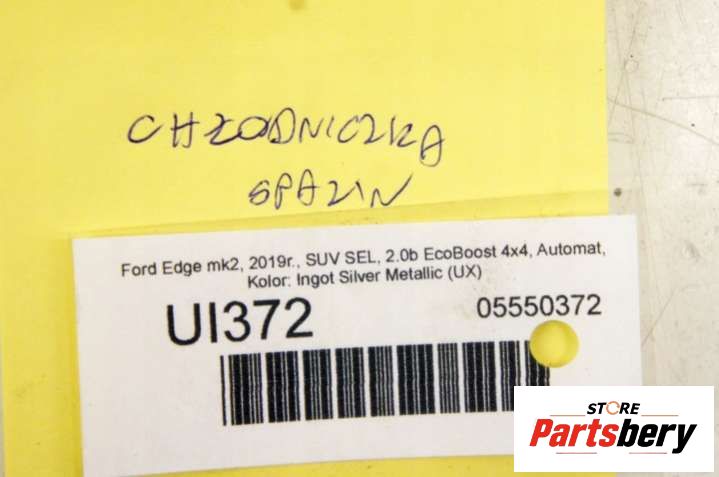 CHŁODNICZKA
SPALIN
Ford Edge mk2, 2019r., SUV SEL, 2.0b EcoBoost 4x4, Automat,
Kolor: Ingot Silver Metallic (UX)
UI372
05550372
STORE
Partsbery